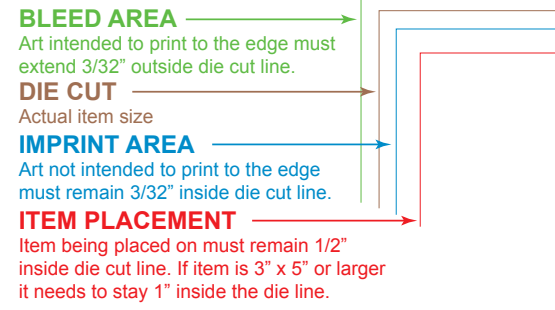 BLEED AREA
Art intended to print to the edge must
extend 3/32” outside die cut line.
DIE CUT
Actual item size
IMPRINT AREA
Art not intended to print to the edge
must remain 3/32” inside die cut line.
ITEM PLACEMENT
Item being placed on must remain 1/2”
inside die cut line. If item is 3” x 5” or larger
it needs to stay 1” inside the die line.